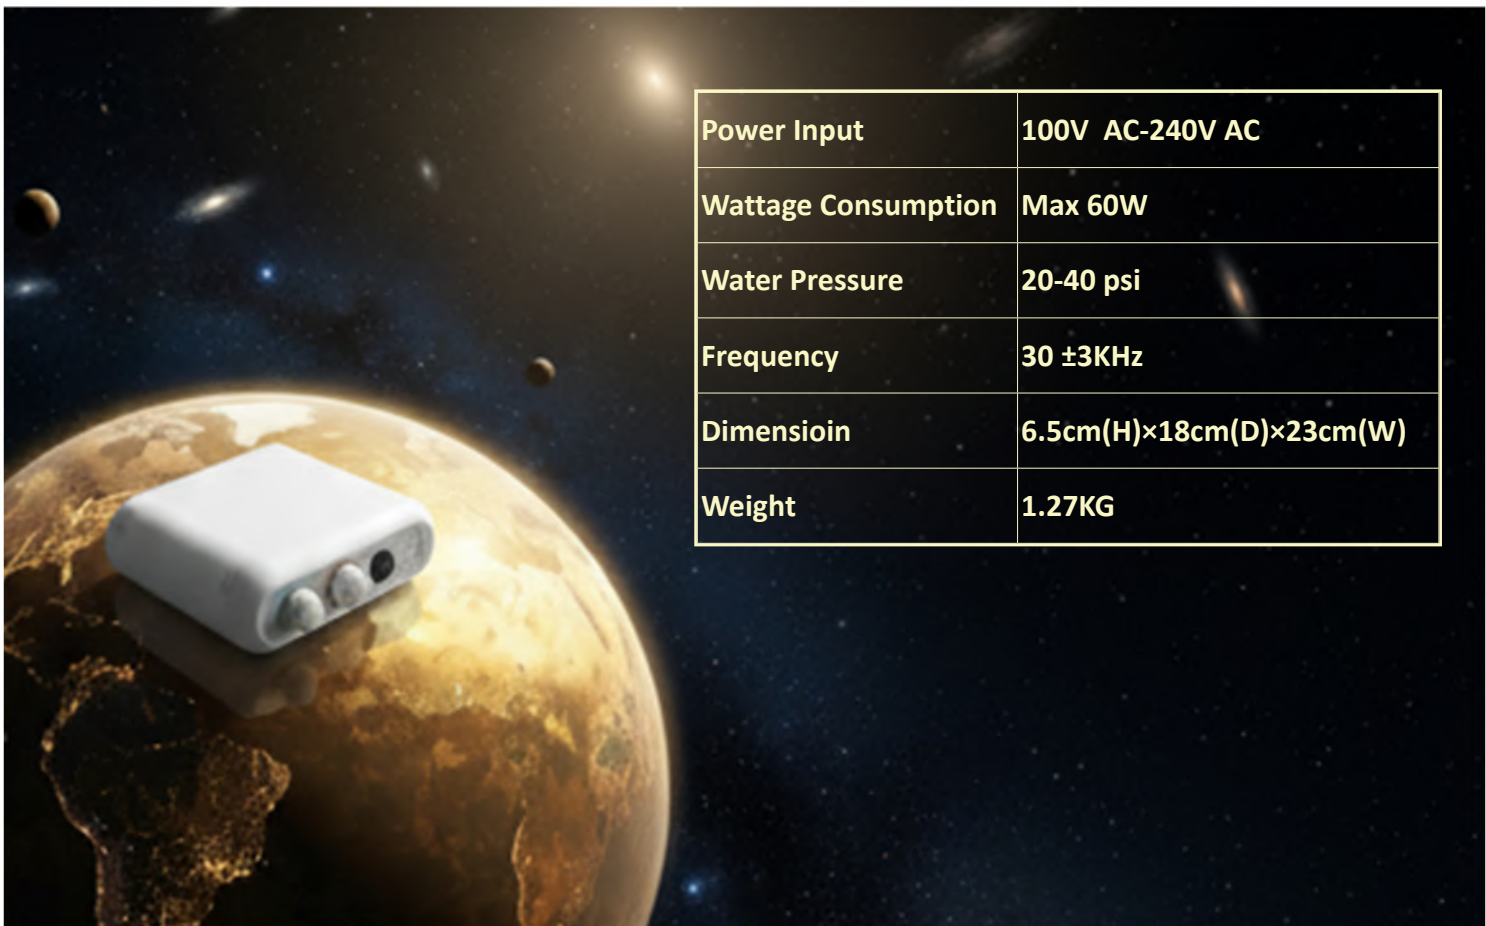 Power Input 100V  AC-240V AC
Wattage Consumption Max 60W
Water Pressure 20-40 psi
Frequency 30 ±3KHz
Dimensioin 6.5cm(H)×18cm(D)×23cm(W)
Weight 1.27KG